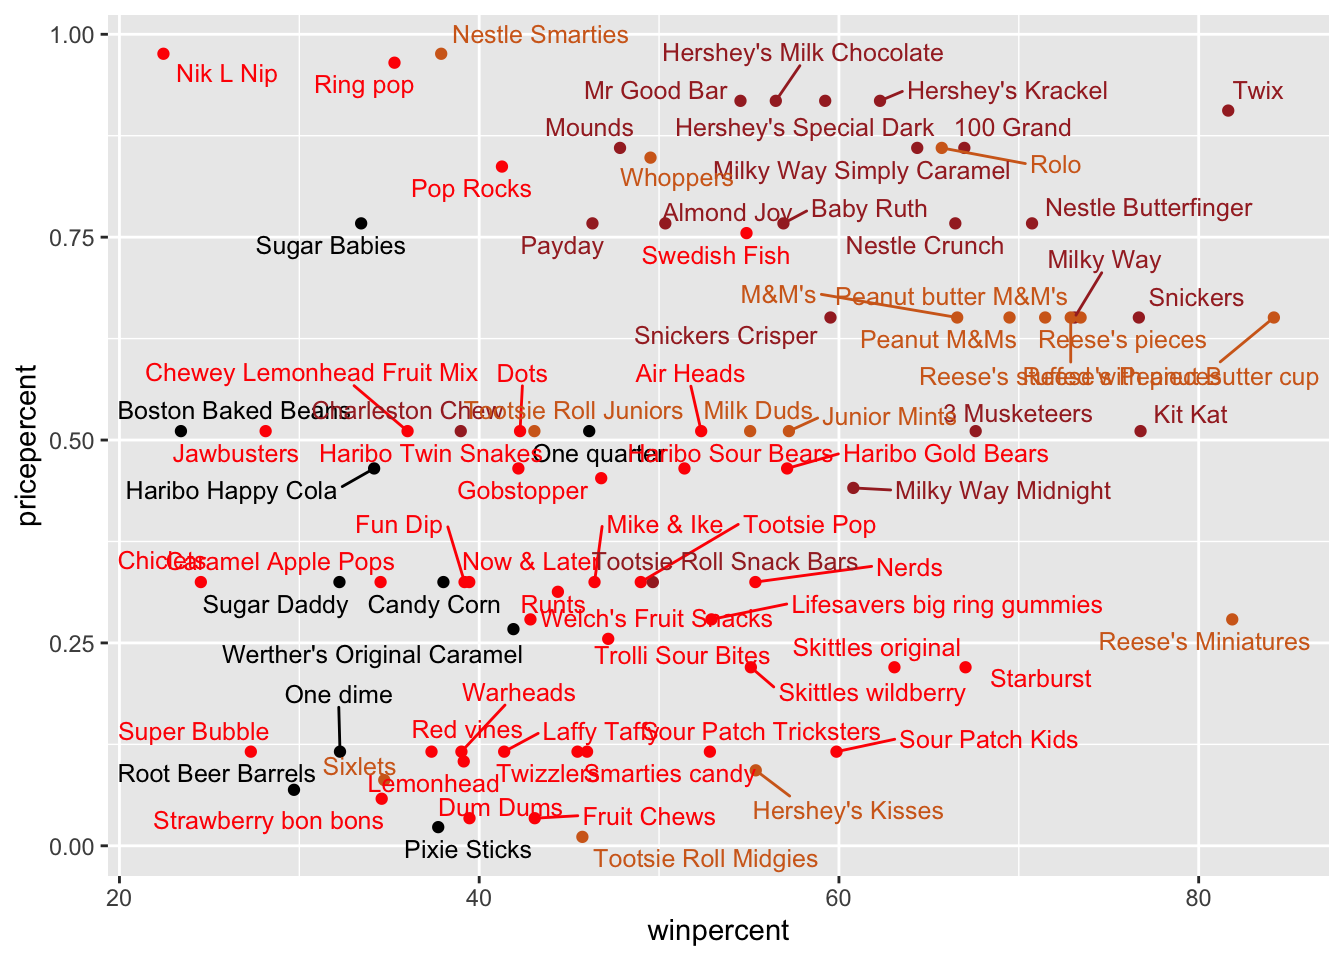 1.00
Nestle Smarties
Nik L Nip
Ring pop
Hershey's Milk Chocolate
Mr Good Bar
Hershey's Krackel
Twix
Mounds
Hershey's Special Dark
100 Grand
Whoppers
Milky Way Simply Caramel
Rolo
Pop Rocks
Almond Joy
Baby Ruth
Nestle Butterfinger
0.75
Sugar Babies
Payday
Swedish Fish
Nestle Crunch
Milky Way
M&M's
Peanut butter M&M's
Snickers
Snickers Crisper
Peanut M&Ms
Reese's pieces
Chewey Lemonhead Fruit Mix
Dots
Air Heads
Reese's stuffed with pieces
Reese's Peanut Butter cup
Boston Baked Beans
Charleston Chew
Tootsie Roll Juniors
Milk Duds
Junior Mints
3 Musketeers
Kit Kat
0.50
Jawbusters
Haribo Twin Snakes
One quarter
Haribo Sour Bears
Haribo Gold Bears
Haribo Happy Cola
Gobstopper
Milky Way Midnight
Fun Dip
Mike & Ike
Tootsie Pop
Chiclets
Caramel Apple Pops
Now & Later
Tootsie Roll Snack Bars
Nerds
Sugar Daddy
Candy Corn
Runts
Welch's Fruit Snacks
Lifesavers big ring gummies
0.25
Reese's Miniatures
Werther's Original Caramel
Trolli Sour Bites
Skittles original
Starburst
One dime
Warheads
Skittles wildberry
Super Bubble
Red vines
Laffy Taffy
Sour Patch Tricksters
Sour Patch Kids
Root Beer Barrels
Sixlets
Lemonhead
Twizzlers
Smarties candy
Strawberry bon bons
Dum Dums
Fruit Chews
Hershey's Kisses
0.00
Pixie Sticks
Tootsie Roll Midgies
20
40
60
80
winpercent
pricepercent